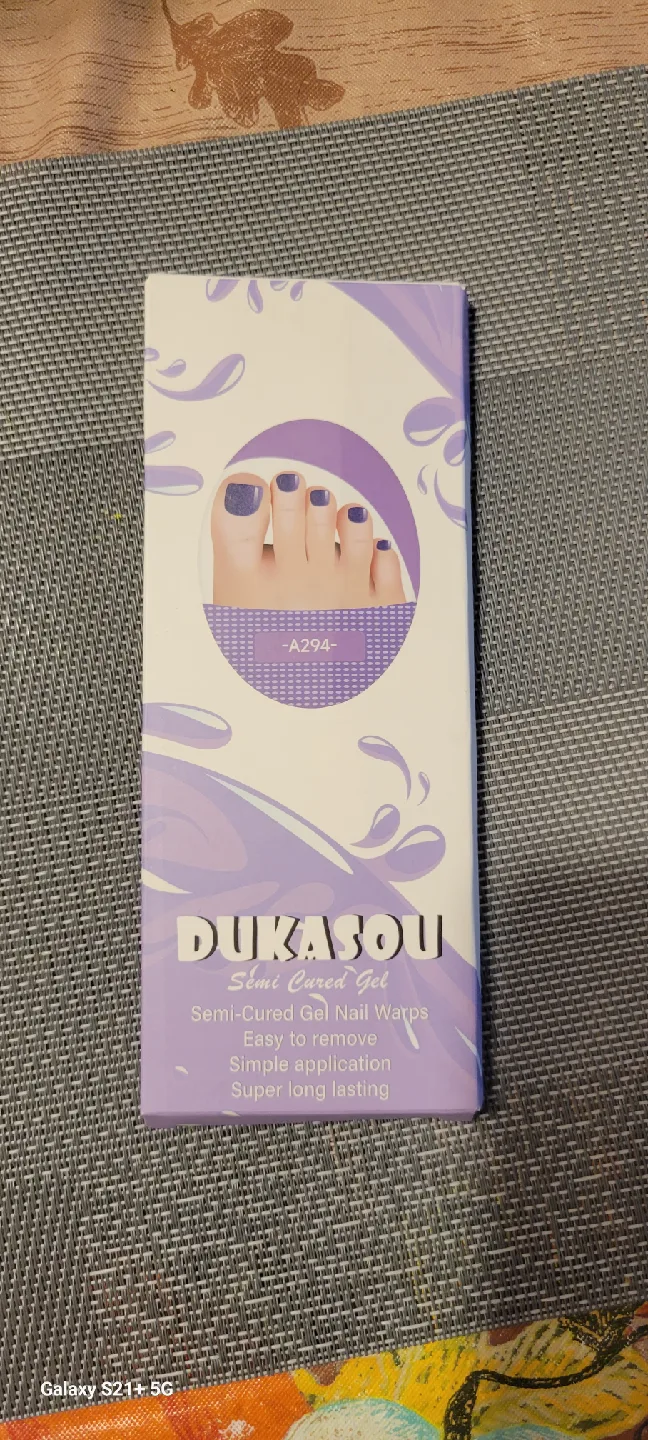 -A294-
DUKASOU
Semi Cured Gel
Semi-Cured Gel Nail Warps
Easy to remove
Simple application
Super long lasting
Galaxy S21+ 5G